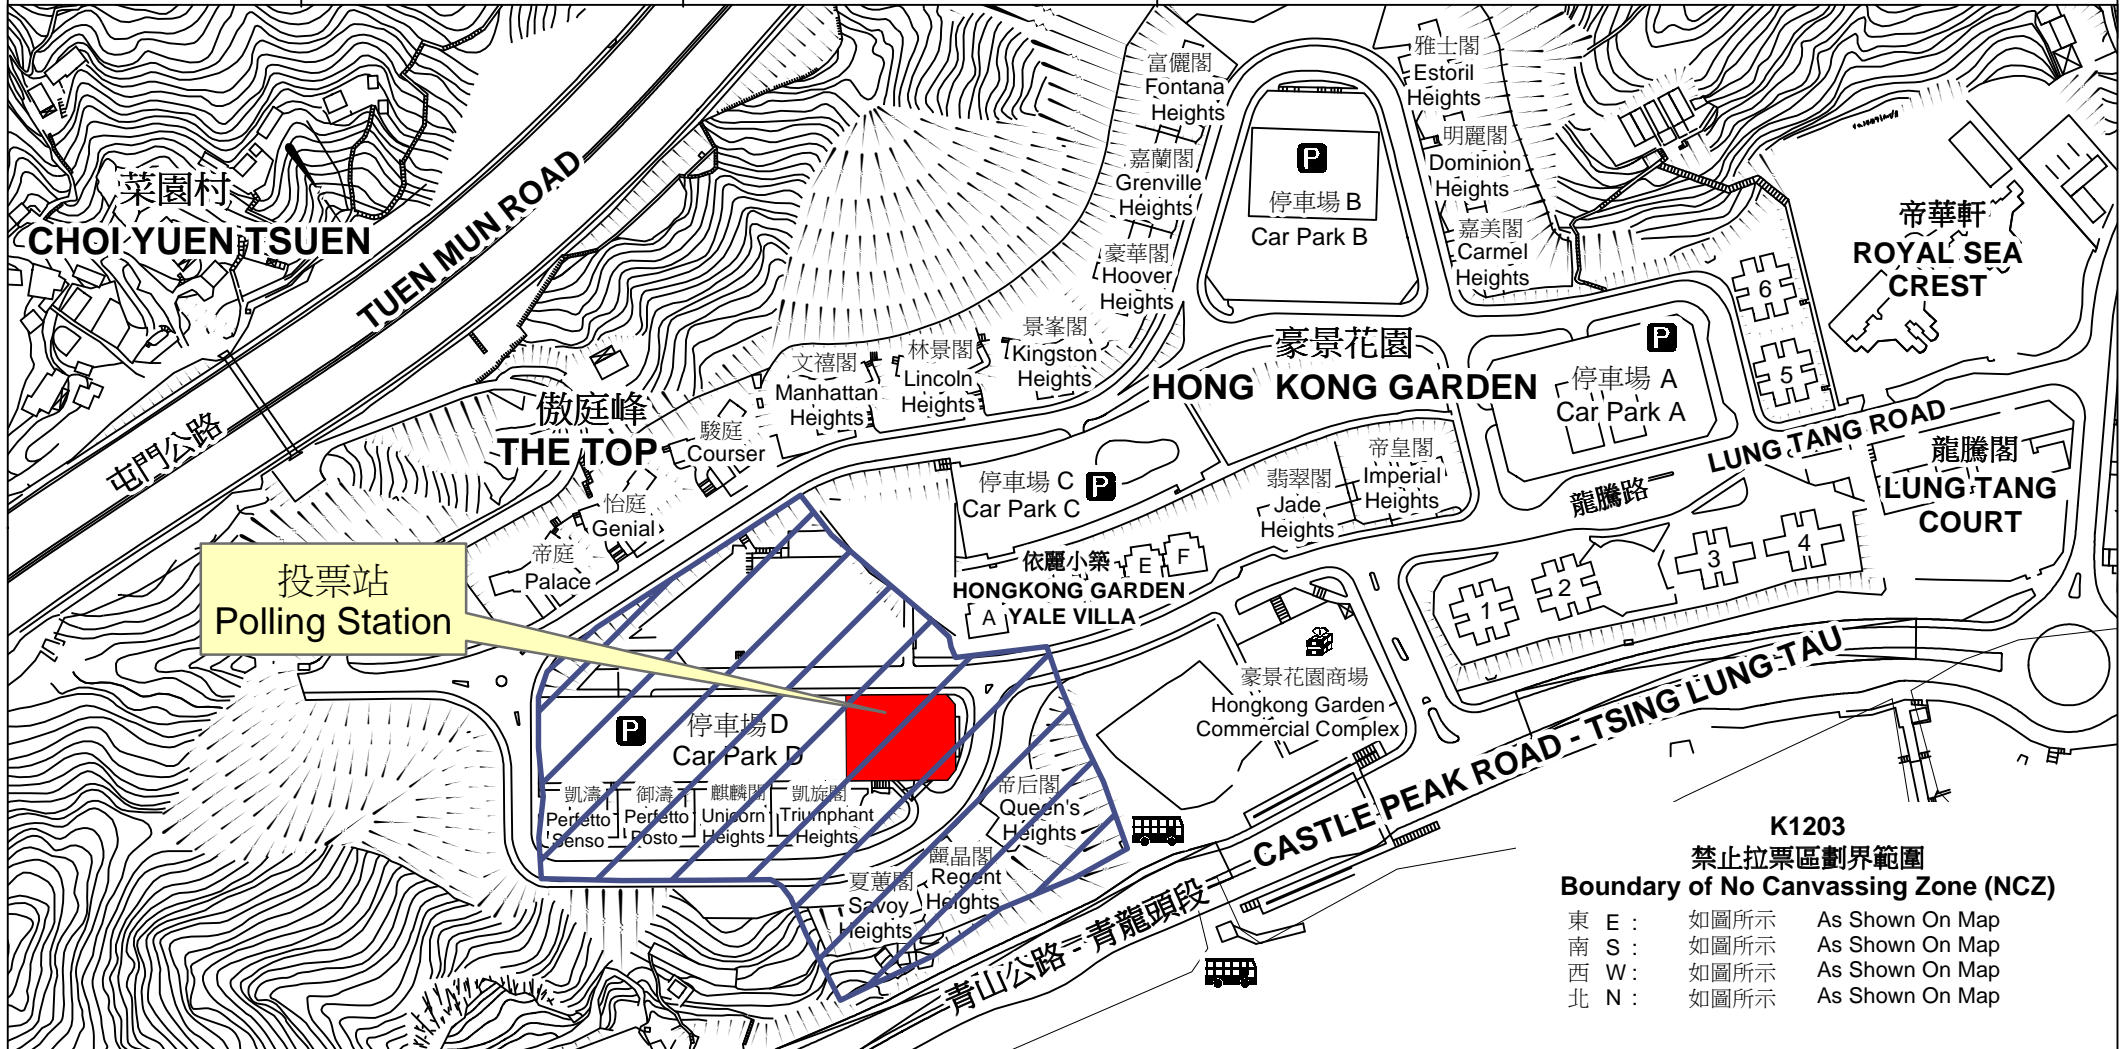 富儷閣
Fontana
Heights
雅士閣
Estoril
Heights
嘉蘭閣
Grenville
Heights
明麗閣
Dominion
Heights
P
停車場 B
Car Park B
豪華閣
Hoover
Heights
嘉美閣
Carmel
Heights
菜園村
CHOI YUEN TSUEN
TUEN MUN ROAD
屯門公路
帝華軒
ROYAL SEA
CREST
6
5
景峯閣
Kingston
Heights
林景閣
Lincoln
Heights
文禧閣
Manhattan
Heights
豪景花園
HONG KONG GARDEN
P
停車場 A
Car Park A
傲庭峰
THE TOP
駿庭
Courser
怡庭
Genial
帝庭
Palace
停車場 C
Car Park C
P
翡翠閣
Jade
Heights
帝皇閣
Imperial
Heights
LUNG TANG ROAD
龍騰路
龍騰閣
LUNG TANG
COURT
依麗小築
HONGKONG GARDEN
YALE VILLA
E
F
A
1
2
3
4
投票站
Polling Station
P
停車場 D
Car Park D
凱濤
Perfetto
Senso
御濤
Perfetto
Posto
麒麟閣
Unicorn
Heights
凱旋閣
Triumphant
Heights
帝后閣
Queen's
Heights
麗晶閣
Regent
Heights
夏蕙閣
Savoy
Heights
豪景花園商場
Hongkong Garden
Commercial Complex
CASTLE PEAK ROAD - TSING LUNG TAU
青山公路 - 青龍頭段
K1203
禁止拉票區劃界範圍
Boundary of No Canvassing Zone (NCZ)
東 E : 如圖所示 As Shown On Map
南 S : 如圖所示 As Shown On Map
西 W : 如圖所示 As Shown On Map
北 N : 如圖所示 As Shown On Map